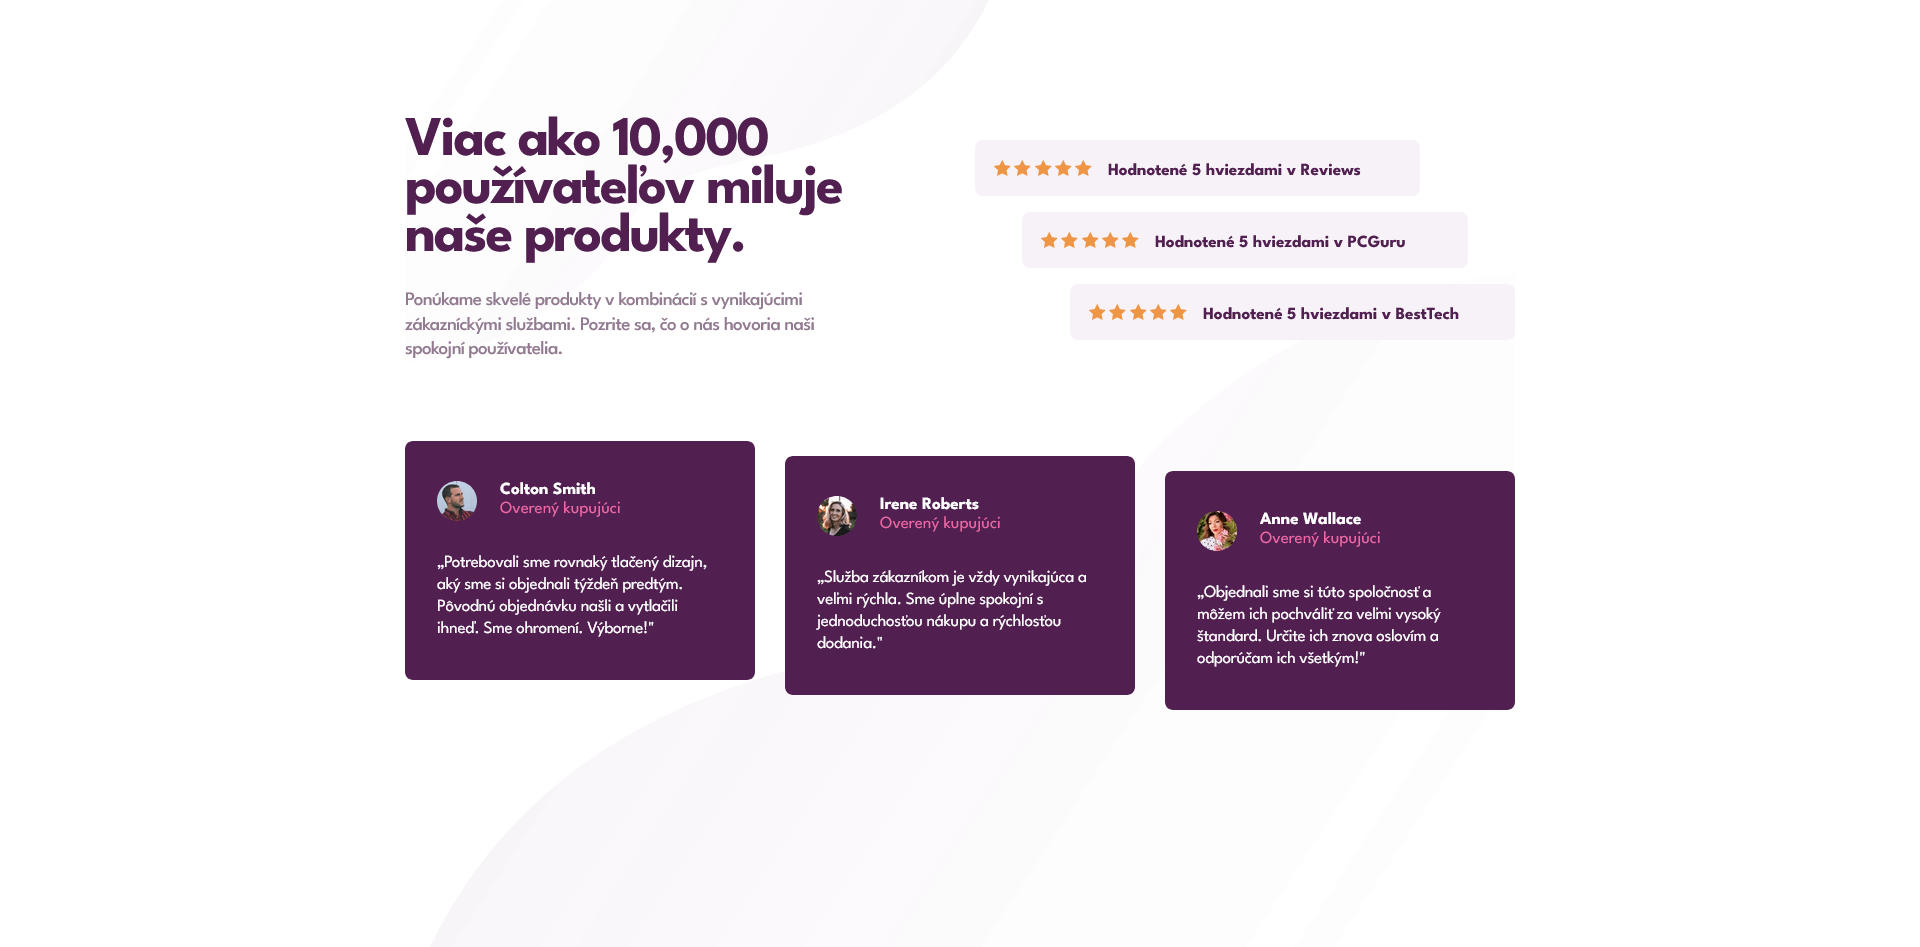 Viac ako 10,000
používateľov miluje
naše produkty.
Ponúkame skvelé produkty v kombinácií s vynikajúcimi
zákazníckými službami. Pozrite sa, čo o nás hovoria naši
spokojní používatelia.
Hodnotené 5 hviezdami v Reviews
Hodnotené 5 hviezdami v PCGuru
Hodnotené 5 hviezdami v BestTech
Colton Smith
Overený kupujúci
„Potrebovali sme rovnaký tlačený dizajn,
aký sme si objednali týždeň predtým.
Pôvodnú objednávku našli a vytlačili
ihneď. Sme ohromení. Výborne!"
Irene Roberts
Overený kupujúci
„Služba zákazníkom je vždy vynikajúca a
veľmi rýchla. Sme úplne spokojní s
jednoduchosťou nákupu a rýchlosťou
dodania."
Anne Wallace
Overený kupujúci
„Objednali sme si túto spoločnosť a
môžem ich pochváliť za veľmi vysoký
štandard. Určite ich znova oslovím a
odporúčam ich všetkým!"